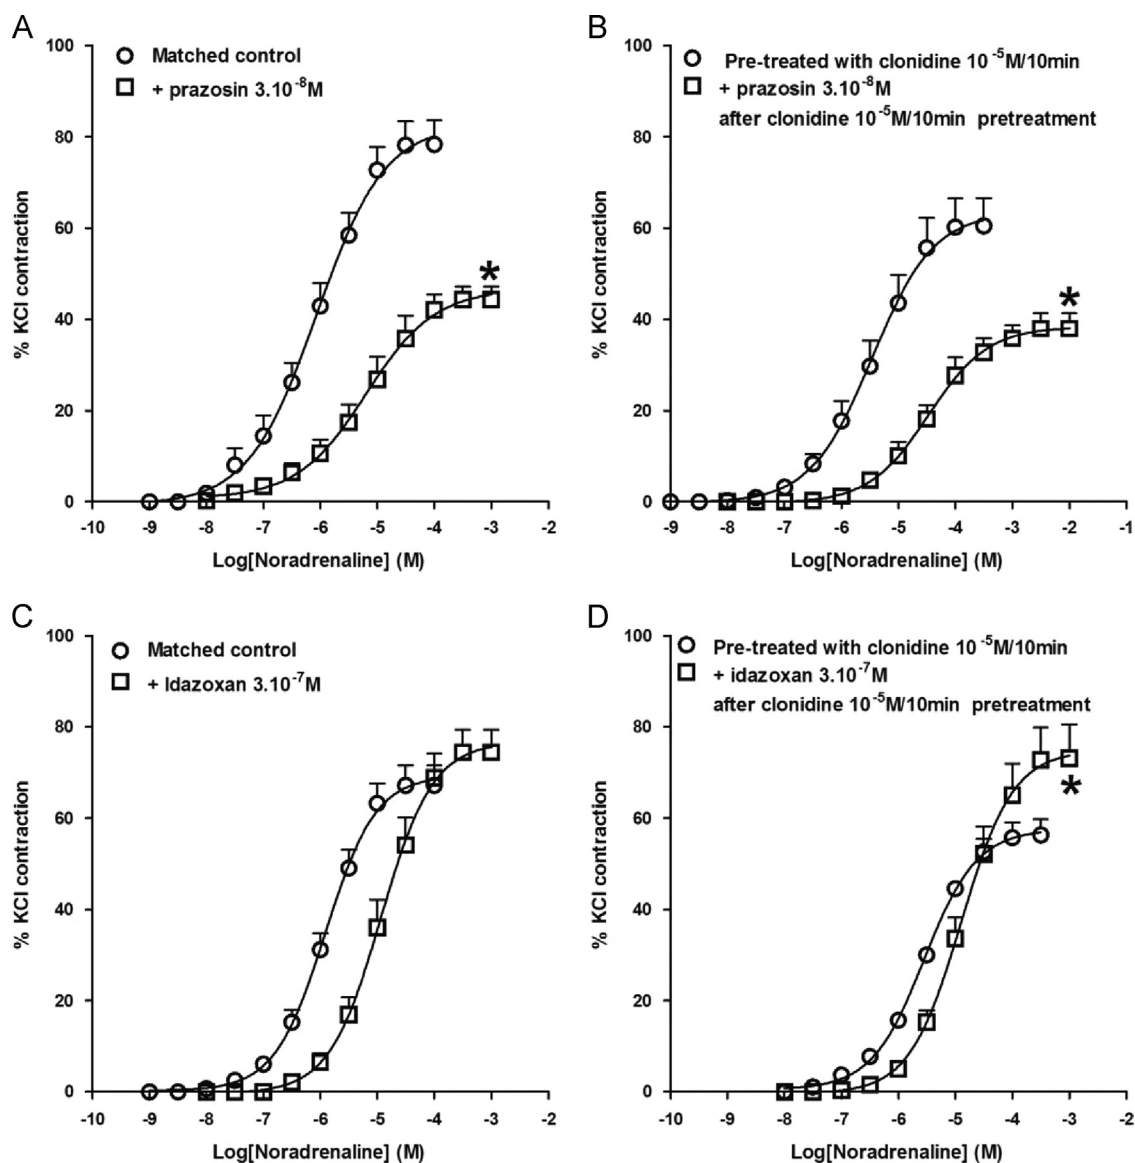 A
Matched control
+ prazosin 3.10-8M
100
80
60
40
20
0
% KCl contraction
-10 -9 -8 -7 -6 -5 -4 -3 -2
Log[Noradrenaline] (M)
*
B
Pre-treated with clonidine 10-5M/10min
+ prazosin 3.10-8M
after clonidine 10-5M/10min pretreatment
100
80
60
40
20
0
% KCl contraction
-9 -8 -7 -6 -5 -4 -3 -2 -1
Log[Noradrenaline] (M)
*
C
Matched control
+ Idazoxan 3.10-7M
100
80
60
40
20
0
% KCl contraction
-10 -9 -8 -7 -6 -5 -4 -3 -2
Log[Noradrenaline] (M)
D
Pre-treated with clonidine 10-5M/10min
+ idazoxan 3.10-7M
after clonidine 10-5M/10min pretreatment
100
80
60
40
20
0
% KCl contraction
-10 -9 -8 -7 -6 -5 -4 -3 -2
Log[Noradrenaline] (M)
*